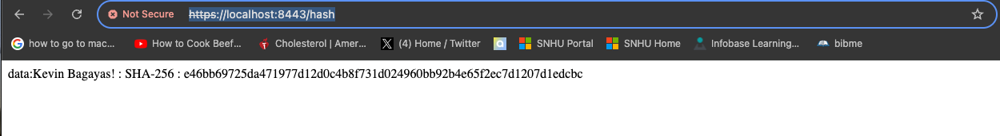 Not Secure https://localhost:8443/hash
how to go to mac... How to Cook Beef... Cholesterol | Amer... (4) Home / Twitter SNHU Portal SNHU Home Infobase Learning... bibme
data:Kevin Bagayas! : SHA-256 : e46bb69725da471977d12d0c4b8f731d024960bb92b4e65f2ec7d1207d1edcbc